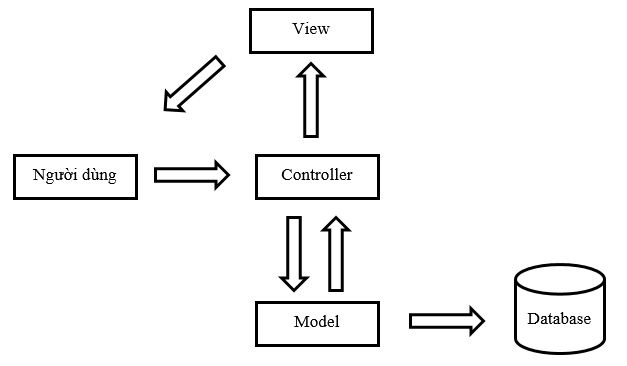 View
Người dùng
Controller
Model
Database